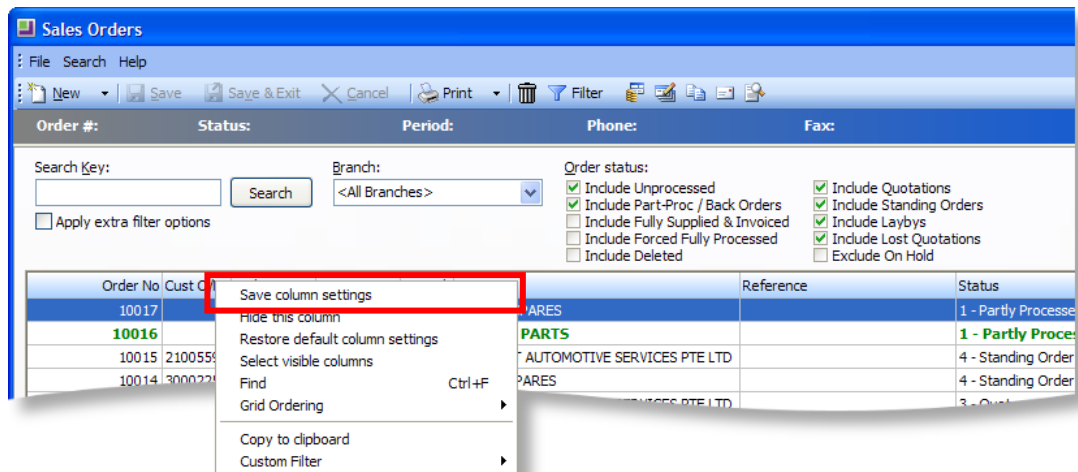 Sales Orders
File Search Help
New Save Save & Exit Cancel Print Filter
Order #: Status: Period: Phone: Fax:
Search Key: Branch: Order status:
Search <All Branches> Include Unprocessed Include Quotations
Include Part-Proc / Back Orders Include Standing Orders
Apply extra filter options Include Fully Supplied & Invoiced Include Laybys
Include Forced Fully Processed Include Lost Quotations
Include Deleted Exclude On Hold
Order No Cust Reference Status
Save column settings
10017 PARES 1 - Partly Processe
Hide this column
10016 PARTS 1 - Partly Proces
Restore default column settings
10015 2100559 AUTOMOTIVE SERVICES PTE LTD 4 - Standing Order
Select visible columns
10014 3000225 PARES 4 - Standing Order
Find Ctrl+F
Grid Ordering
Copy to clipboard
Custom Filter